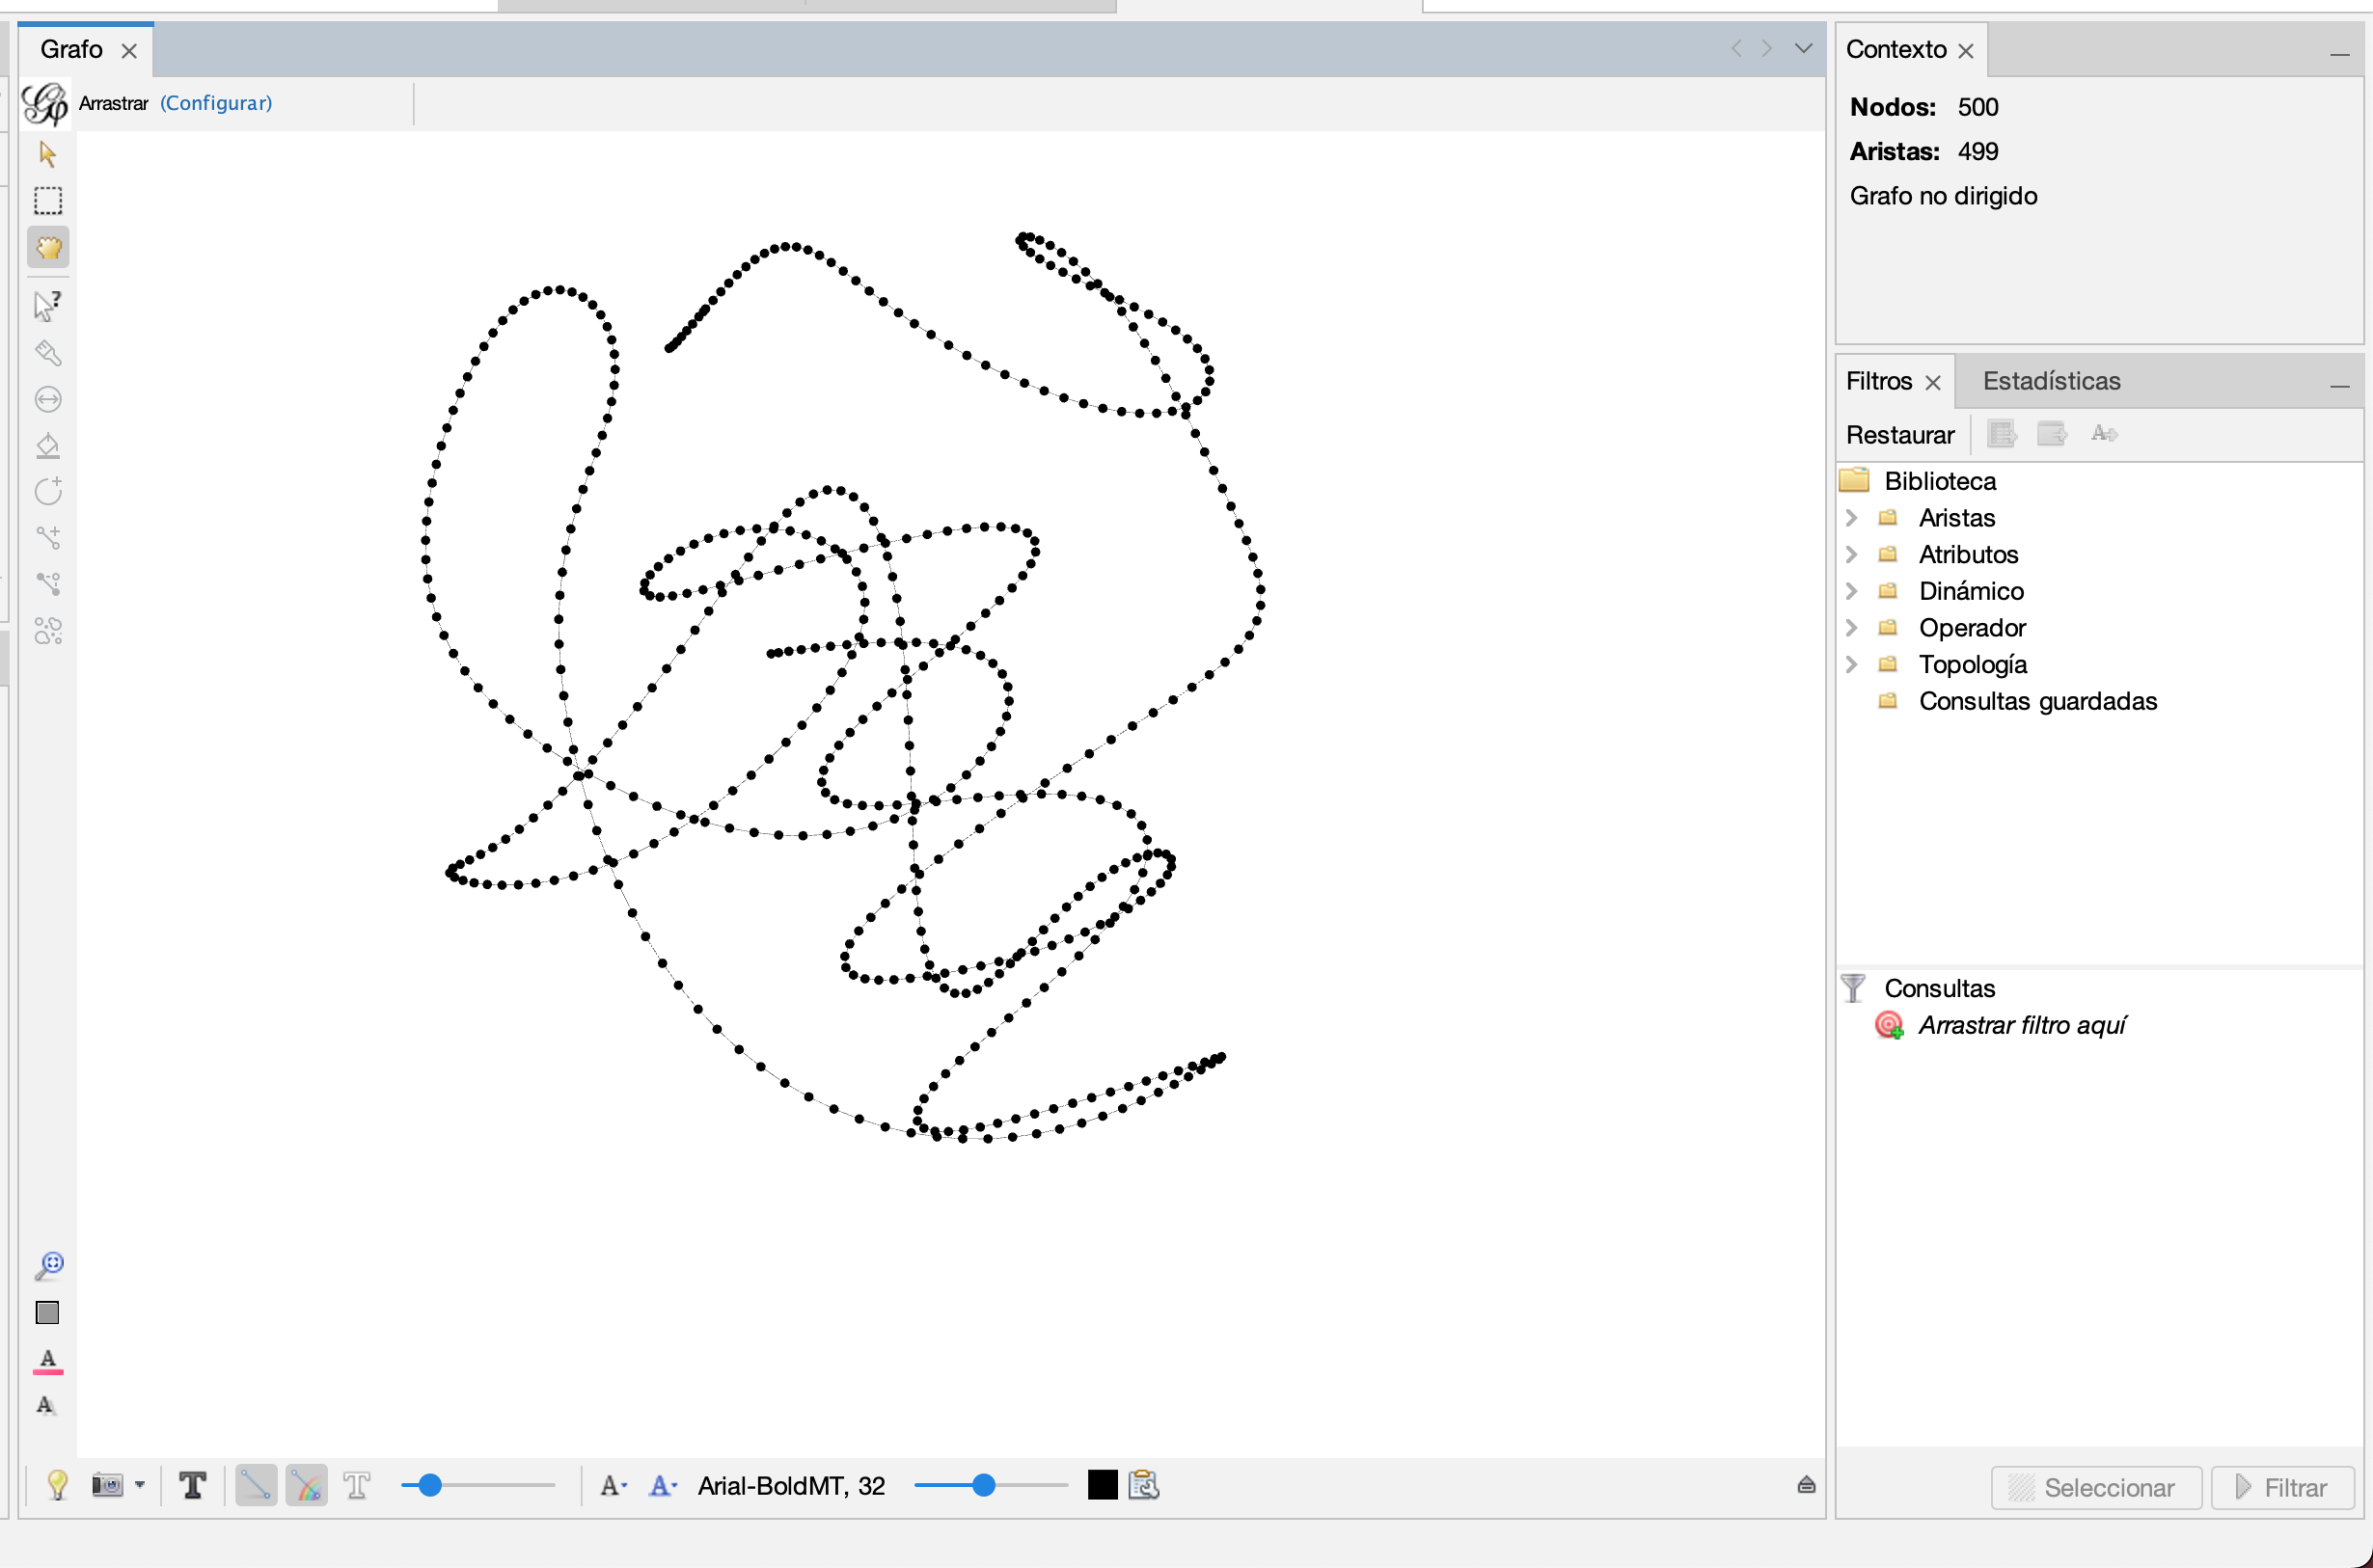 Grafo
Arrastrar (Configurar)
Contexto
Nodos: 500
Aristas: 499
Grafo no dirigido
Filtros Estadísticas
Restaurar
Biblioteca
Aristas
Atributos
Dinámico
Operador
Topología
Consultas guardadas
Consultas
Arrastrar filtro aquí
Seleccionar Filtrar
Arial-BoldMT, 32